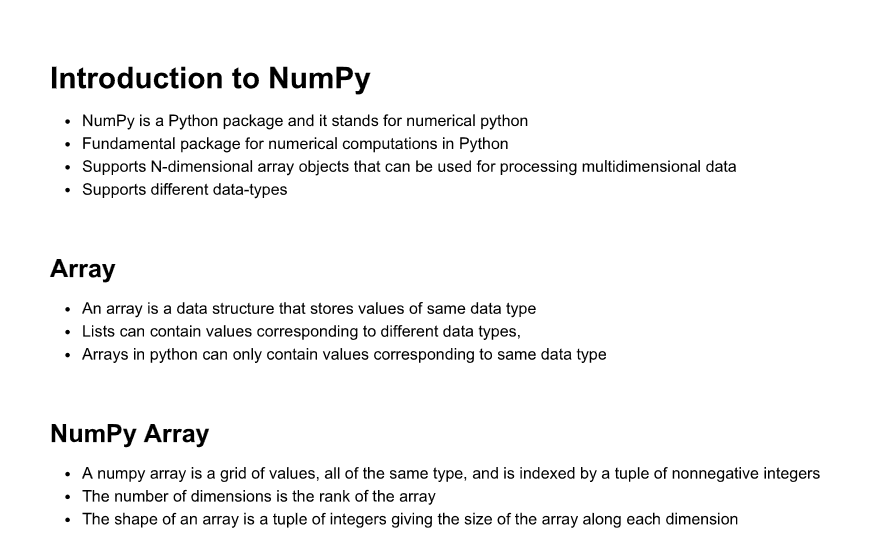 Introduction to NumPy
• NumPy is a Python package and it stands for numerical python
• Fundamental package for numerical computations in Python
• Supports N-dimensional array objects that can be used for processing multidimensional data
• Supports different data-types
Array
• An array is a data structure that stores values of same data type
• Lists can contain values corresponding to different data types,
• Arrays in python can only contain values corresponding to same data type
NumPy Array
• A numpy array is a grid of values, all of the same type, and is indexed by a tuple of nonnegative integers
• The number of dimensions is the rank of the array
• The shape of an array is a tuple of integers giving the size of the array along each dimension